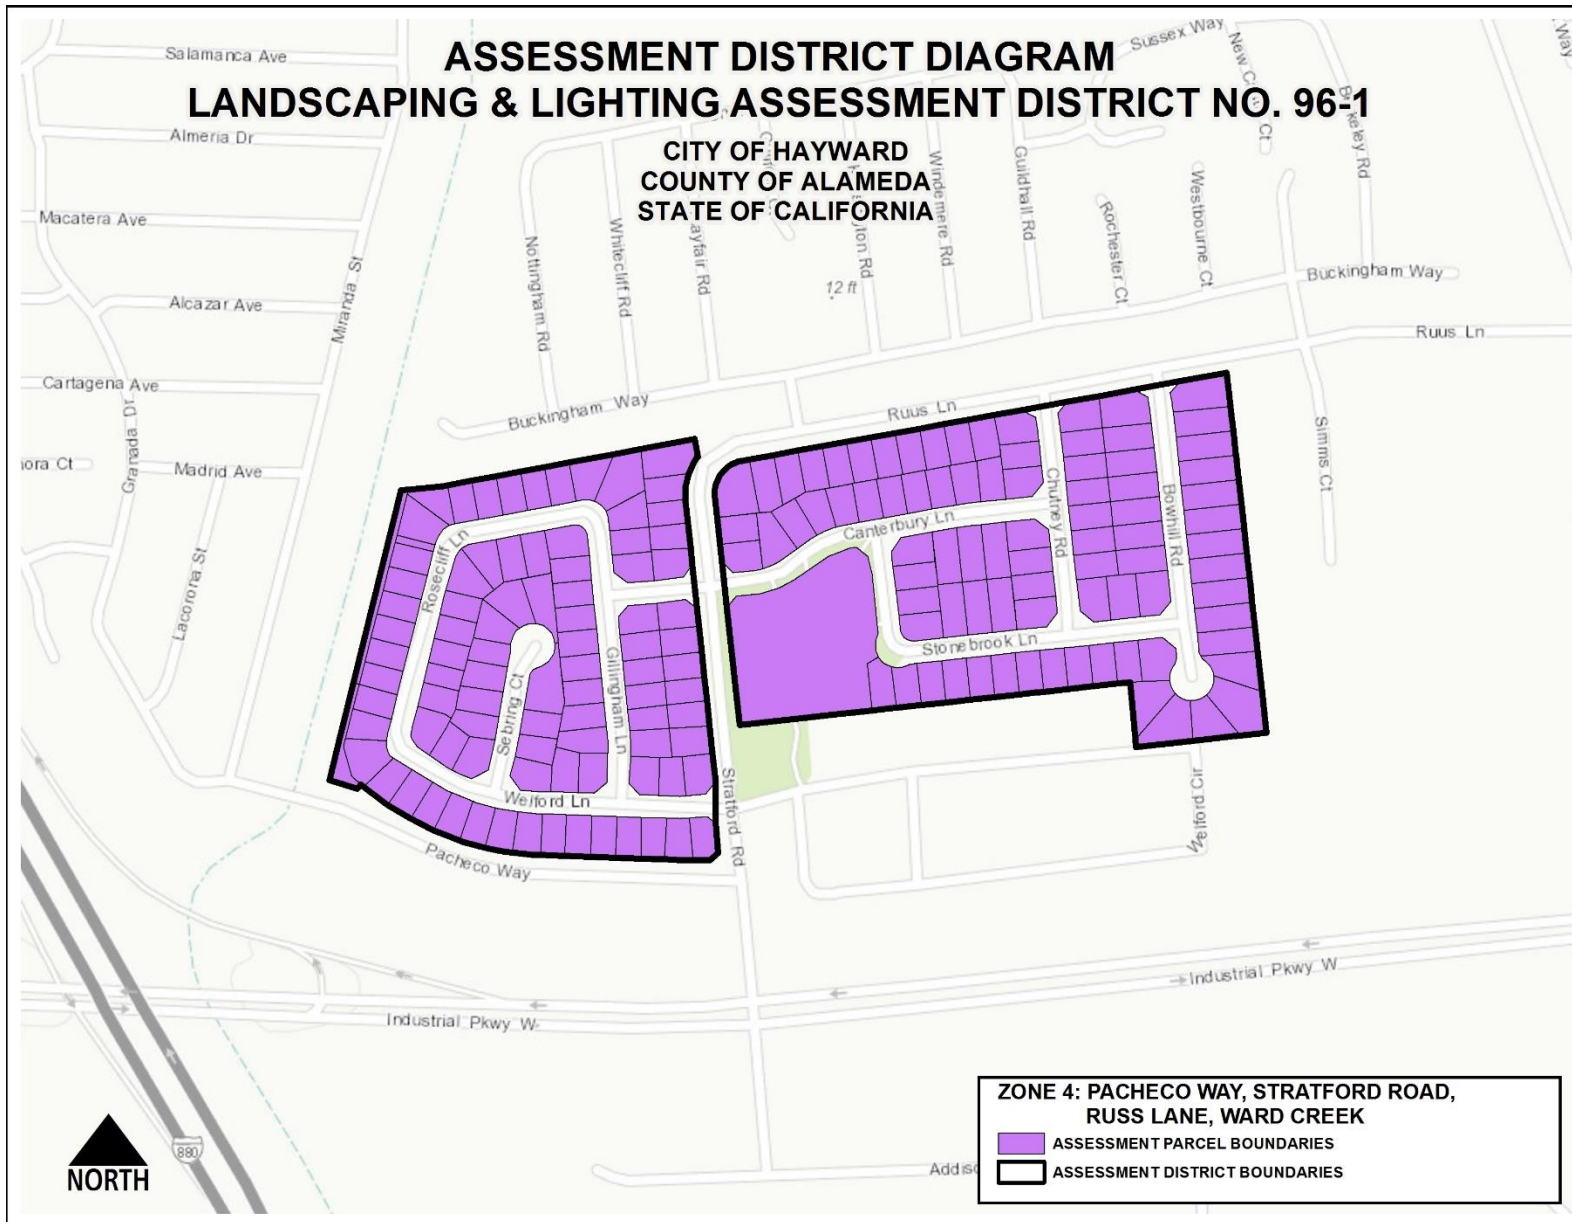 ASSESSMENT DISTRICT DIAGRAM
LANDSCAPING & LIGHTING ASSESSMENT DISTRICT NO. 96-1
CITY OF HAYWARD
COUNTY OF ALAMEDA
STATE OF CALIFORNIA
Salamanca Ave
Almeria Dr
Macatera Ave
Alcazar Ave
Cartagena Ave
Madrid Ave
Granada Dr
Lacorona St
Miranda St
Sussex Way
Way
Nottingham Rd
Whitecliff Rd
Windemere Rd
Guildhall Rd
Rochester Ct
Westbourne Ct
12 ft
Buckingham Way
Buckingham Way
Ruus Ln
Ruus Ln
Simms Ct
Canterbury Ln
Chutney Rd
Bowhill Rd
Stonebrook Ln
Rosecliff Ln
Gillingham Ln
Sebring Ct
Welford Ln
Stratford Rd
Welford Cir
Pacheco Way
Industrial Pkwy W
Industrial Pkwy W
880
NORTH
ZONE 4: PACHECO WAY, STRATFORD ROAD,
RUSS LANE, WARD CREEK
ASSESSMENT PARCEL BOUNDARIES
ASSESSMENT DISTRICT BOUNDARIES